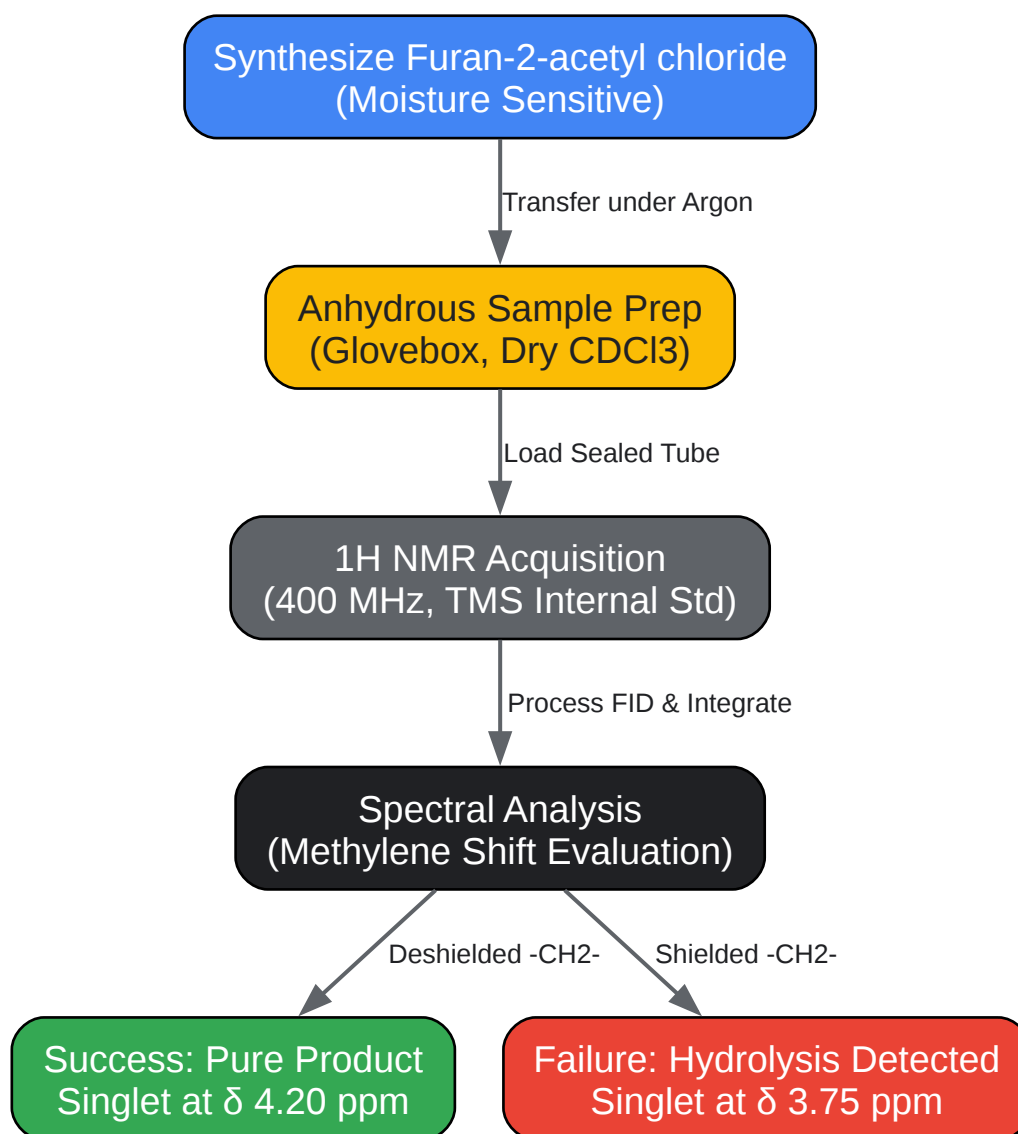 Synthesize Furan-2-acetyl chloride
(Moisture Sensitive)
Transfer under Argon
Anhydrous Sample Prep
(Glovebox, Dry CDCl3)
Load Sealed Tube
1H NMR Acquisition
(400 MHz, TMS Internal Std)
Process FID & Integrate
Spectral Analysis
(Methylene Shift Evaluation)
Deshielded -CH2-
Shielded -CH2-
Success: Pure Product
Singlet at δ 4.20 ppm
Failure: Hydrolysis Detected
Singlet at δ 3.75 ppm